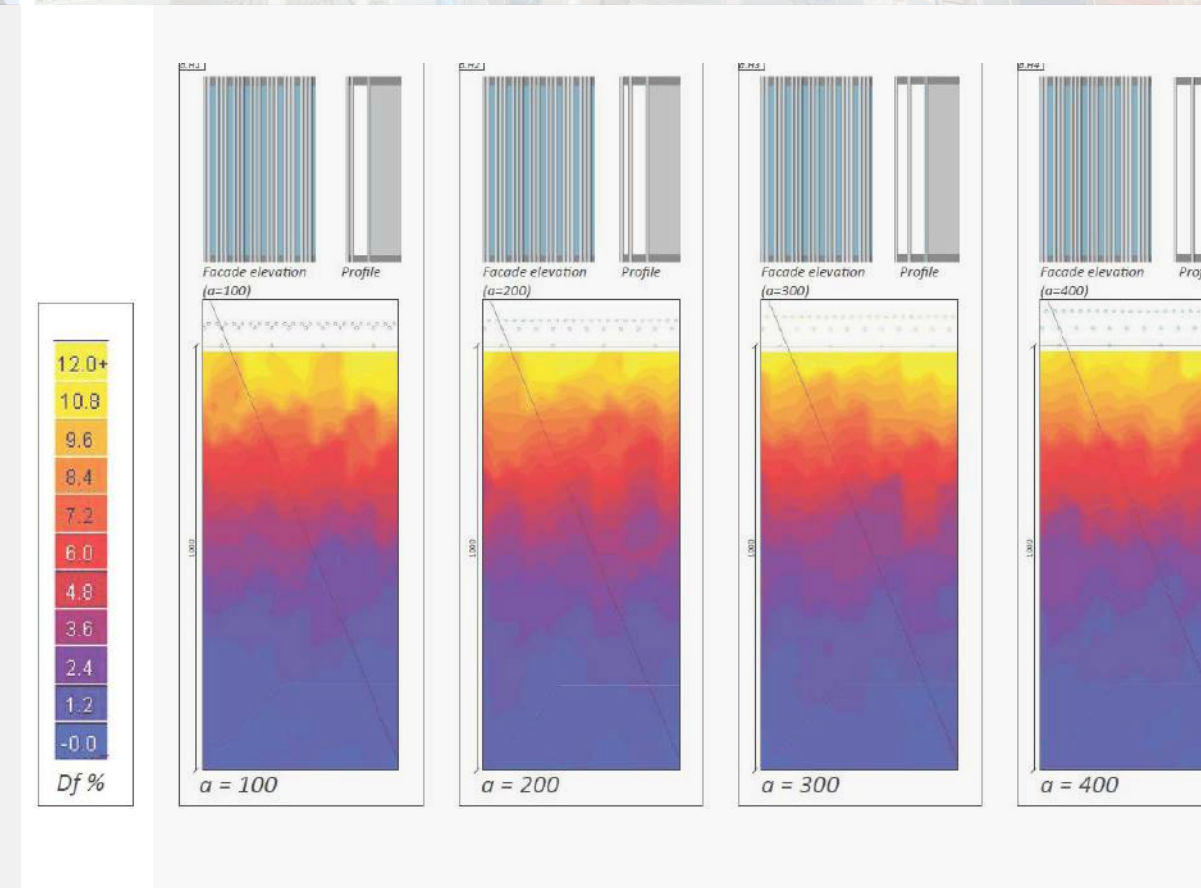 Facade elevation Profile
(a=100)
Facade elevation Profile
(a=200)
Facade elevation Profile
(a=300)
Facade elevation
(a=400)
12.0+
10.8
9.6
8.4
7.2
6.0
4.8
3.6
2.4
1.2
-0.0
Df %
a = 100
a = 200
a = 300
a = 400